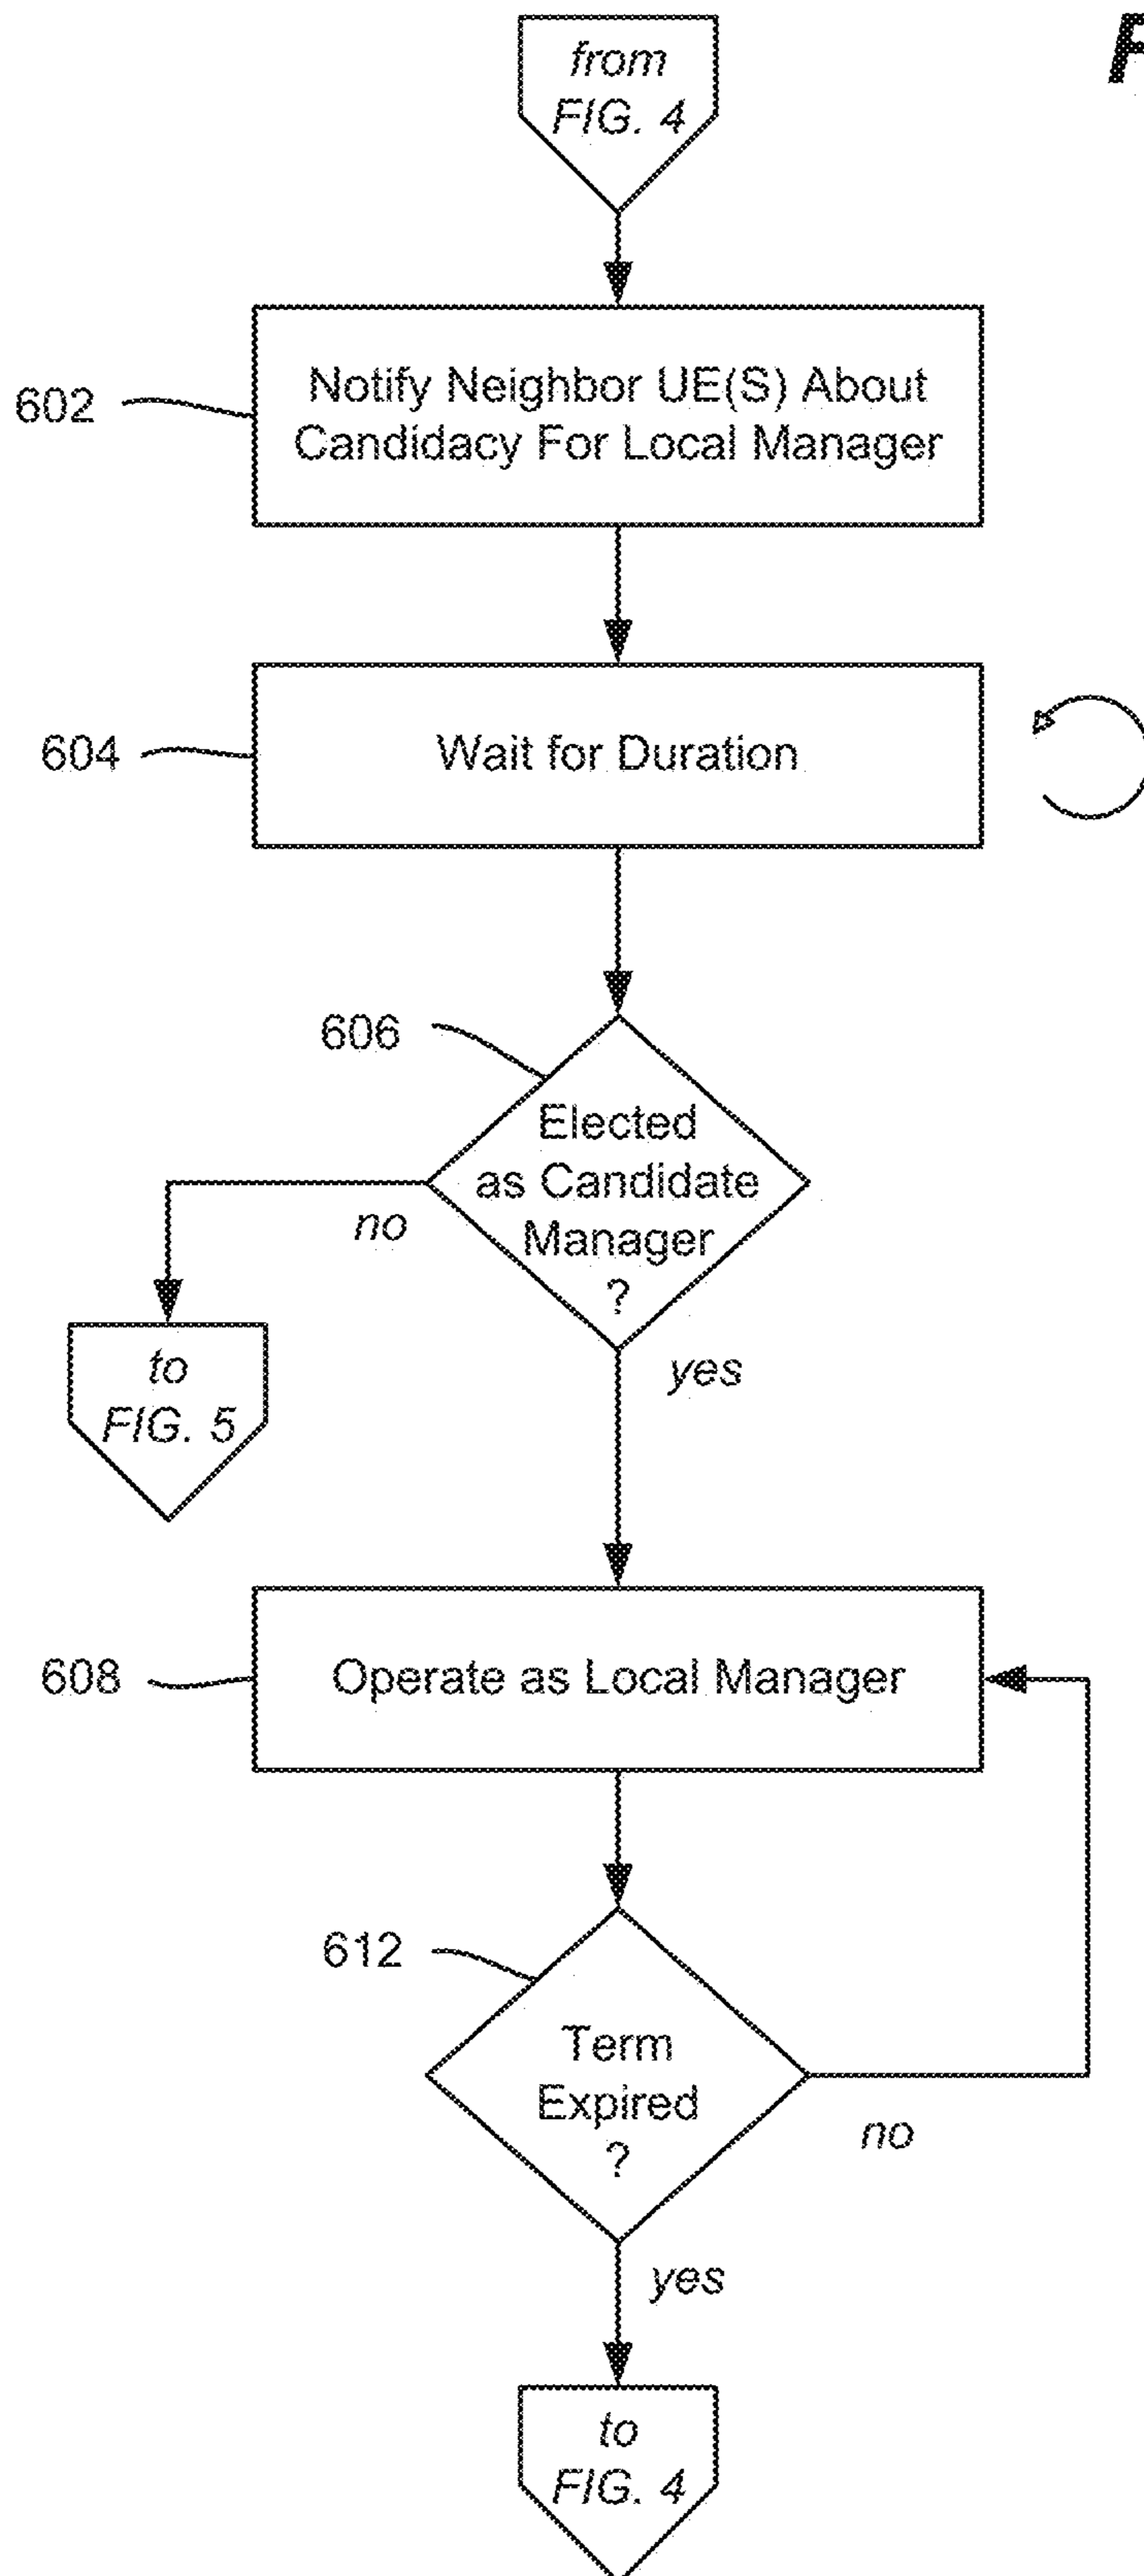 from
FIG. 4
602
Notify Neighbor UE(S) About
Candidacy For Local Manager
604
Wait for Duration
606
Elected
as Candidate
Manager
?
no
yes
to
FIG. 5
608
Operate as Local Manager
612
Term
Expired
?
no
yes
to
FIG. 4